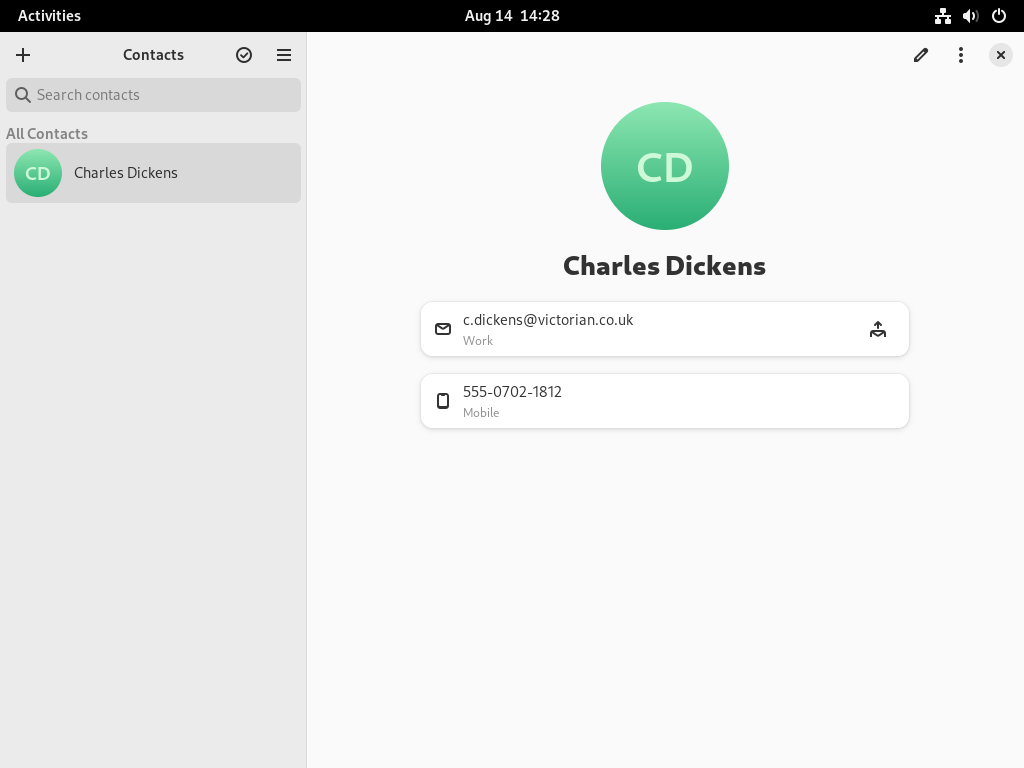 Activities
Aug 14 14:28
Contacts
Search contacts
All Contacts
CD
Charles Dickens
CD
Charles Dickens
c.dickens@victorian.co.uk
Work
555-0702-1812
Mobile